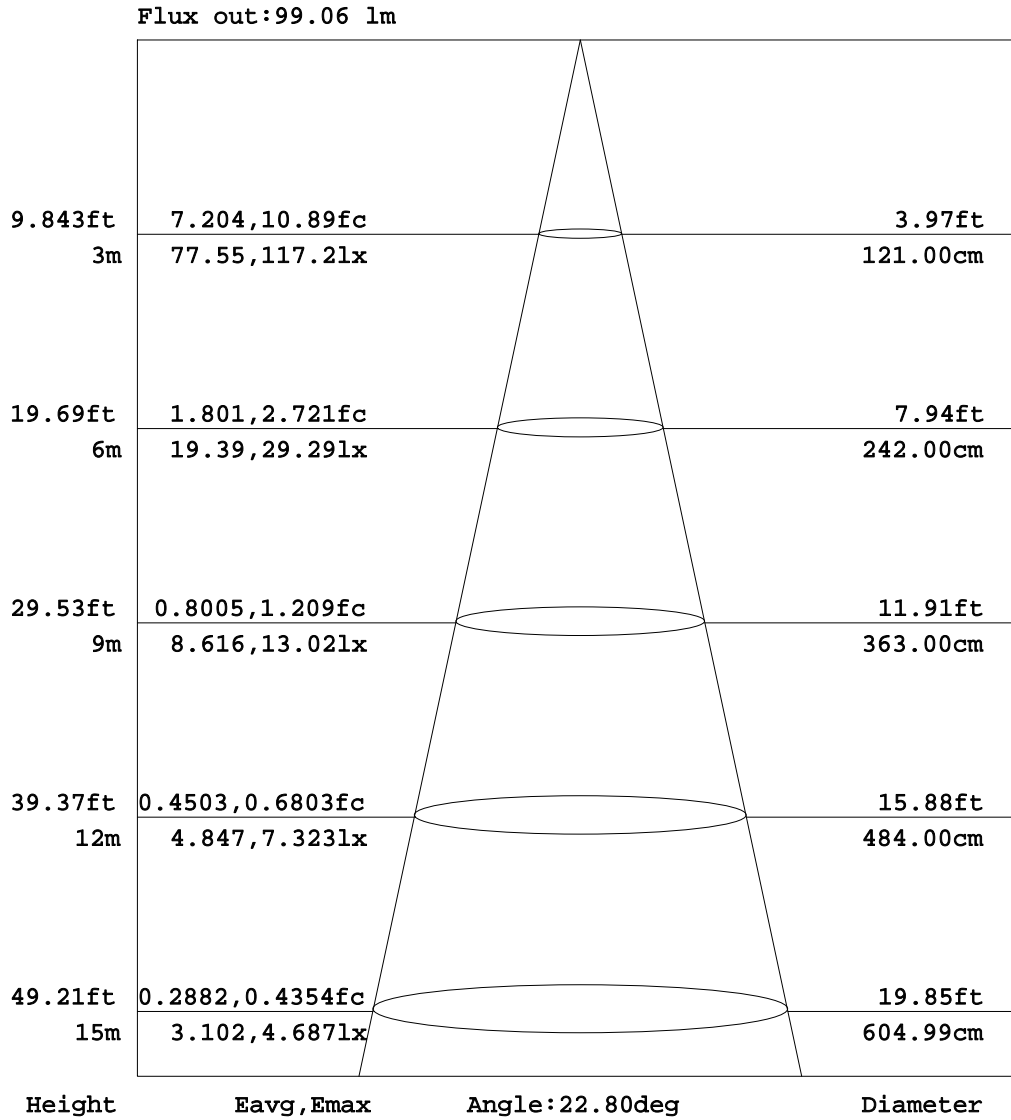 Flux out:99.06 lm
9.843ft 7.204,10.89fc 3.97ft
3m 77.55,117.2lx 121.00cm
19.69ft 1.801,2.721fc 7.94ft
6m 19.39,29.29lx 242.00cm
29.53ft 0.8005,1.209fc 11.91ft
9m 8.616,13.02lx 363.00cm
39.37ft 0.4503,0.6803fc 15.88ft
12m 4.847,7.323lx 484.00cm
49.21ft 0.2882,0.4354fc 19.85ft
15m 3.102,4.687lx 604.99cm
Height Eavg,Emax Angle:22.80deg Diameter